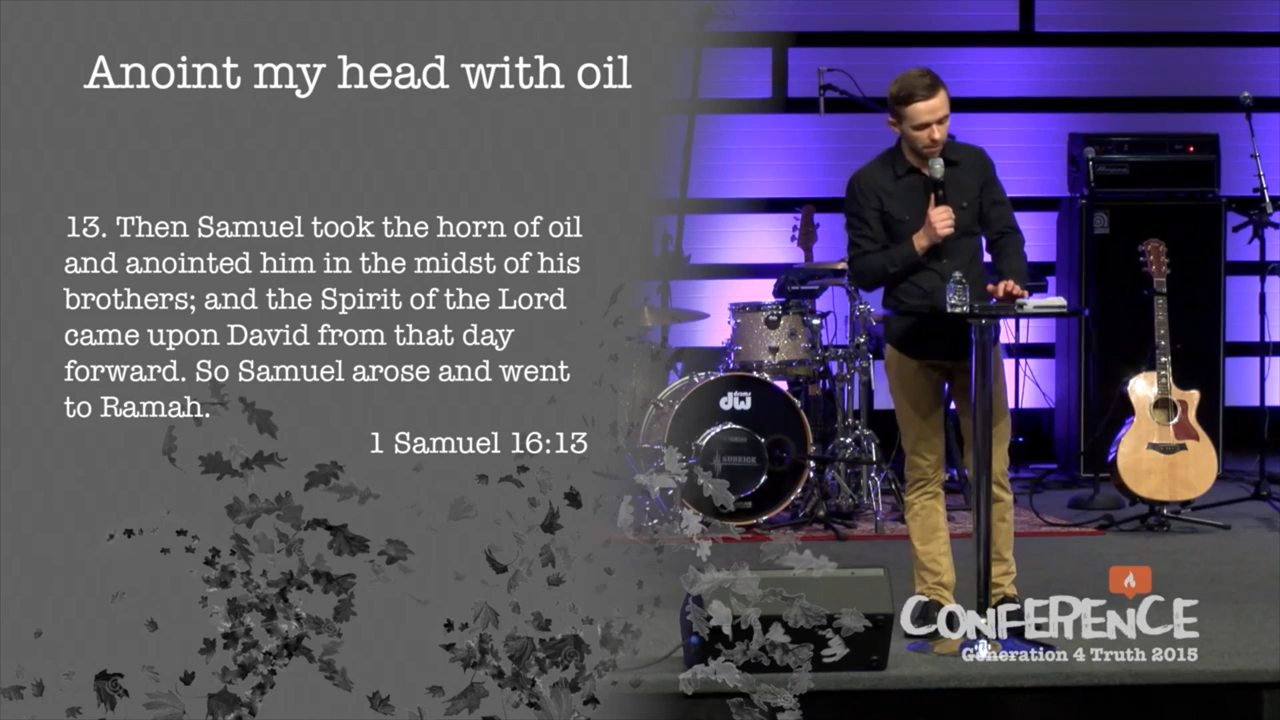 Anoint my head with oil
13. Then Samuel took the horn of oil
and anointed him in the midst of his
brothers; and the Spirit of the Lord
came upon David from that day
forward. So Samuel arose and went
to Ramah.
1 Samuel 16:13
drums
dw
CONFERENCE
Generation 4 Truth 2015